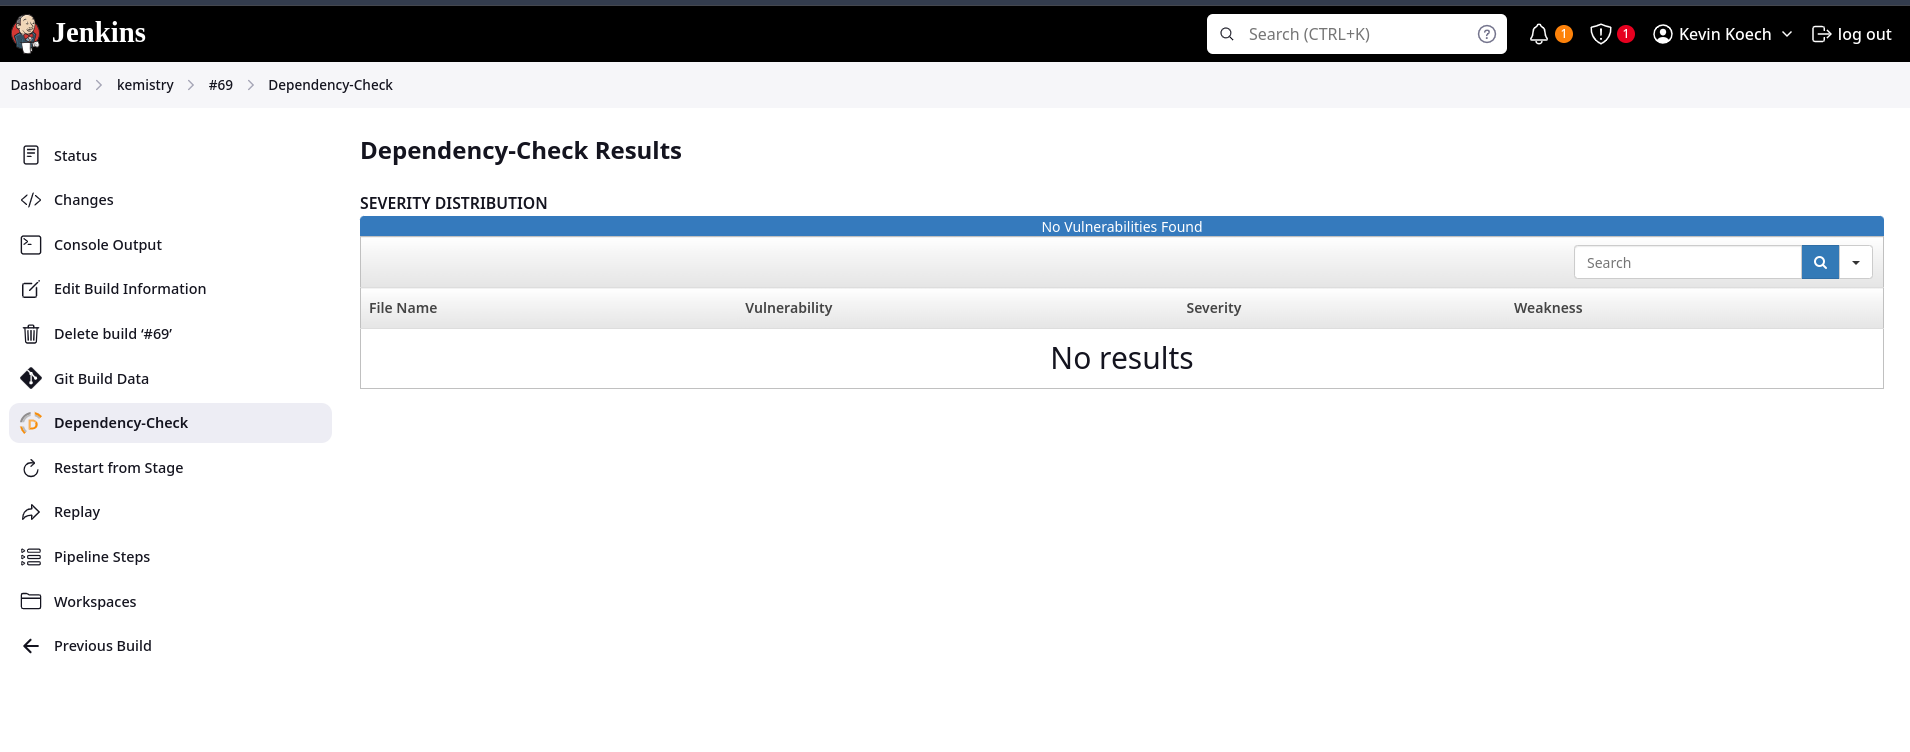 Jenkins
Search (CTRL+K)
1
1
Kevin Koech
log out
Dashboard
kemistry
#69
Dependency-Check
Status
Changes
Console Output
Edit Build Information
Delete build ‘#69’
Git Build Data
Dependency-Check
Restart from Stage
Replay
Pipeline Steps
Workspaces
Previous Build
Dependency-Check Results
SEVERITY DISTRIBUTION
No Vulnerabilities Found
Search
File Name Vulnerability Severity Weakness
No results